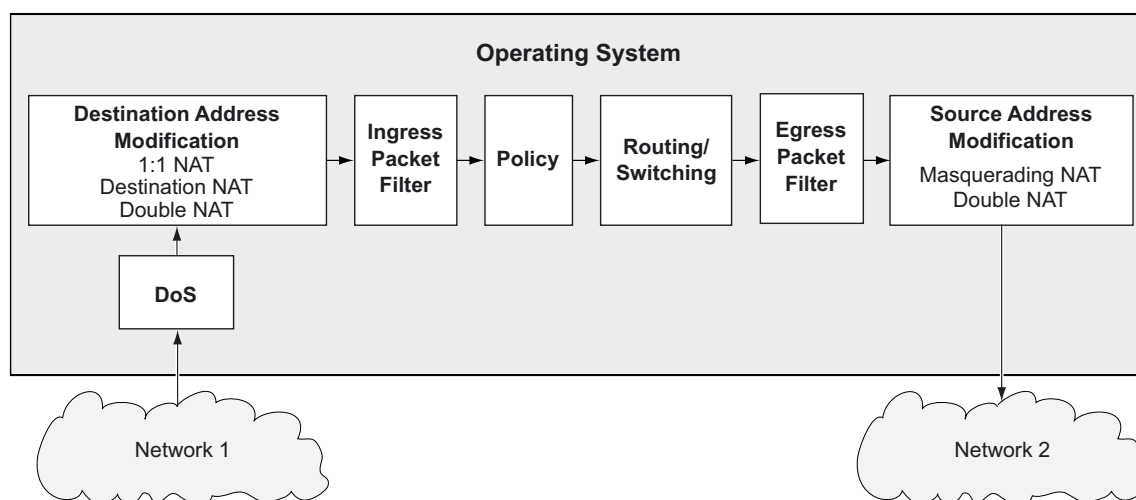 Operating System
Destination Address
Modification
1:1 NAT
Destination NAT
Double NAT
Ingress
Packet
Filter
Policy
Routing/
Switching
Egress
Packet
Filter
Source Address
Modification
Masquerading NAT
Double NAT
DoS
Network 1
Network 2